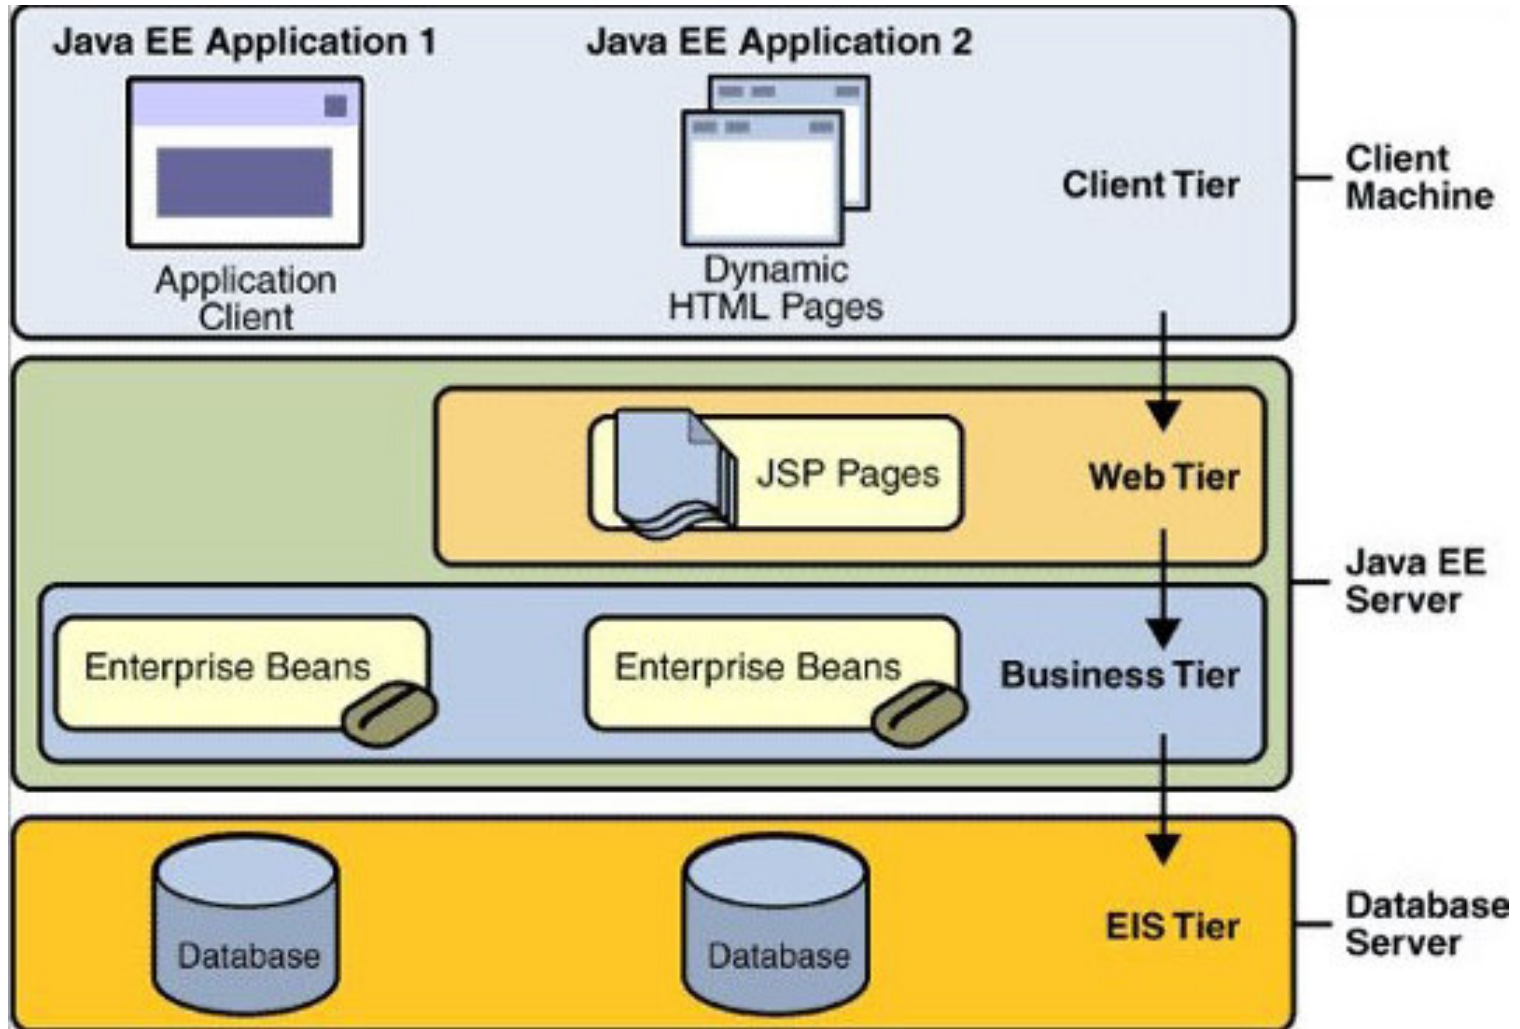 Java EE Application 1
Java EE Application 2
Application
Client
Dynamic
HTML Pages
Client Tier
Client
Machine
JSP Pages
Web Tier
Java EE
Server
Enterprise Beans
Enterprise Beans
Business Tier
Database
Database
EIS Tier
Database
Server